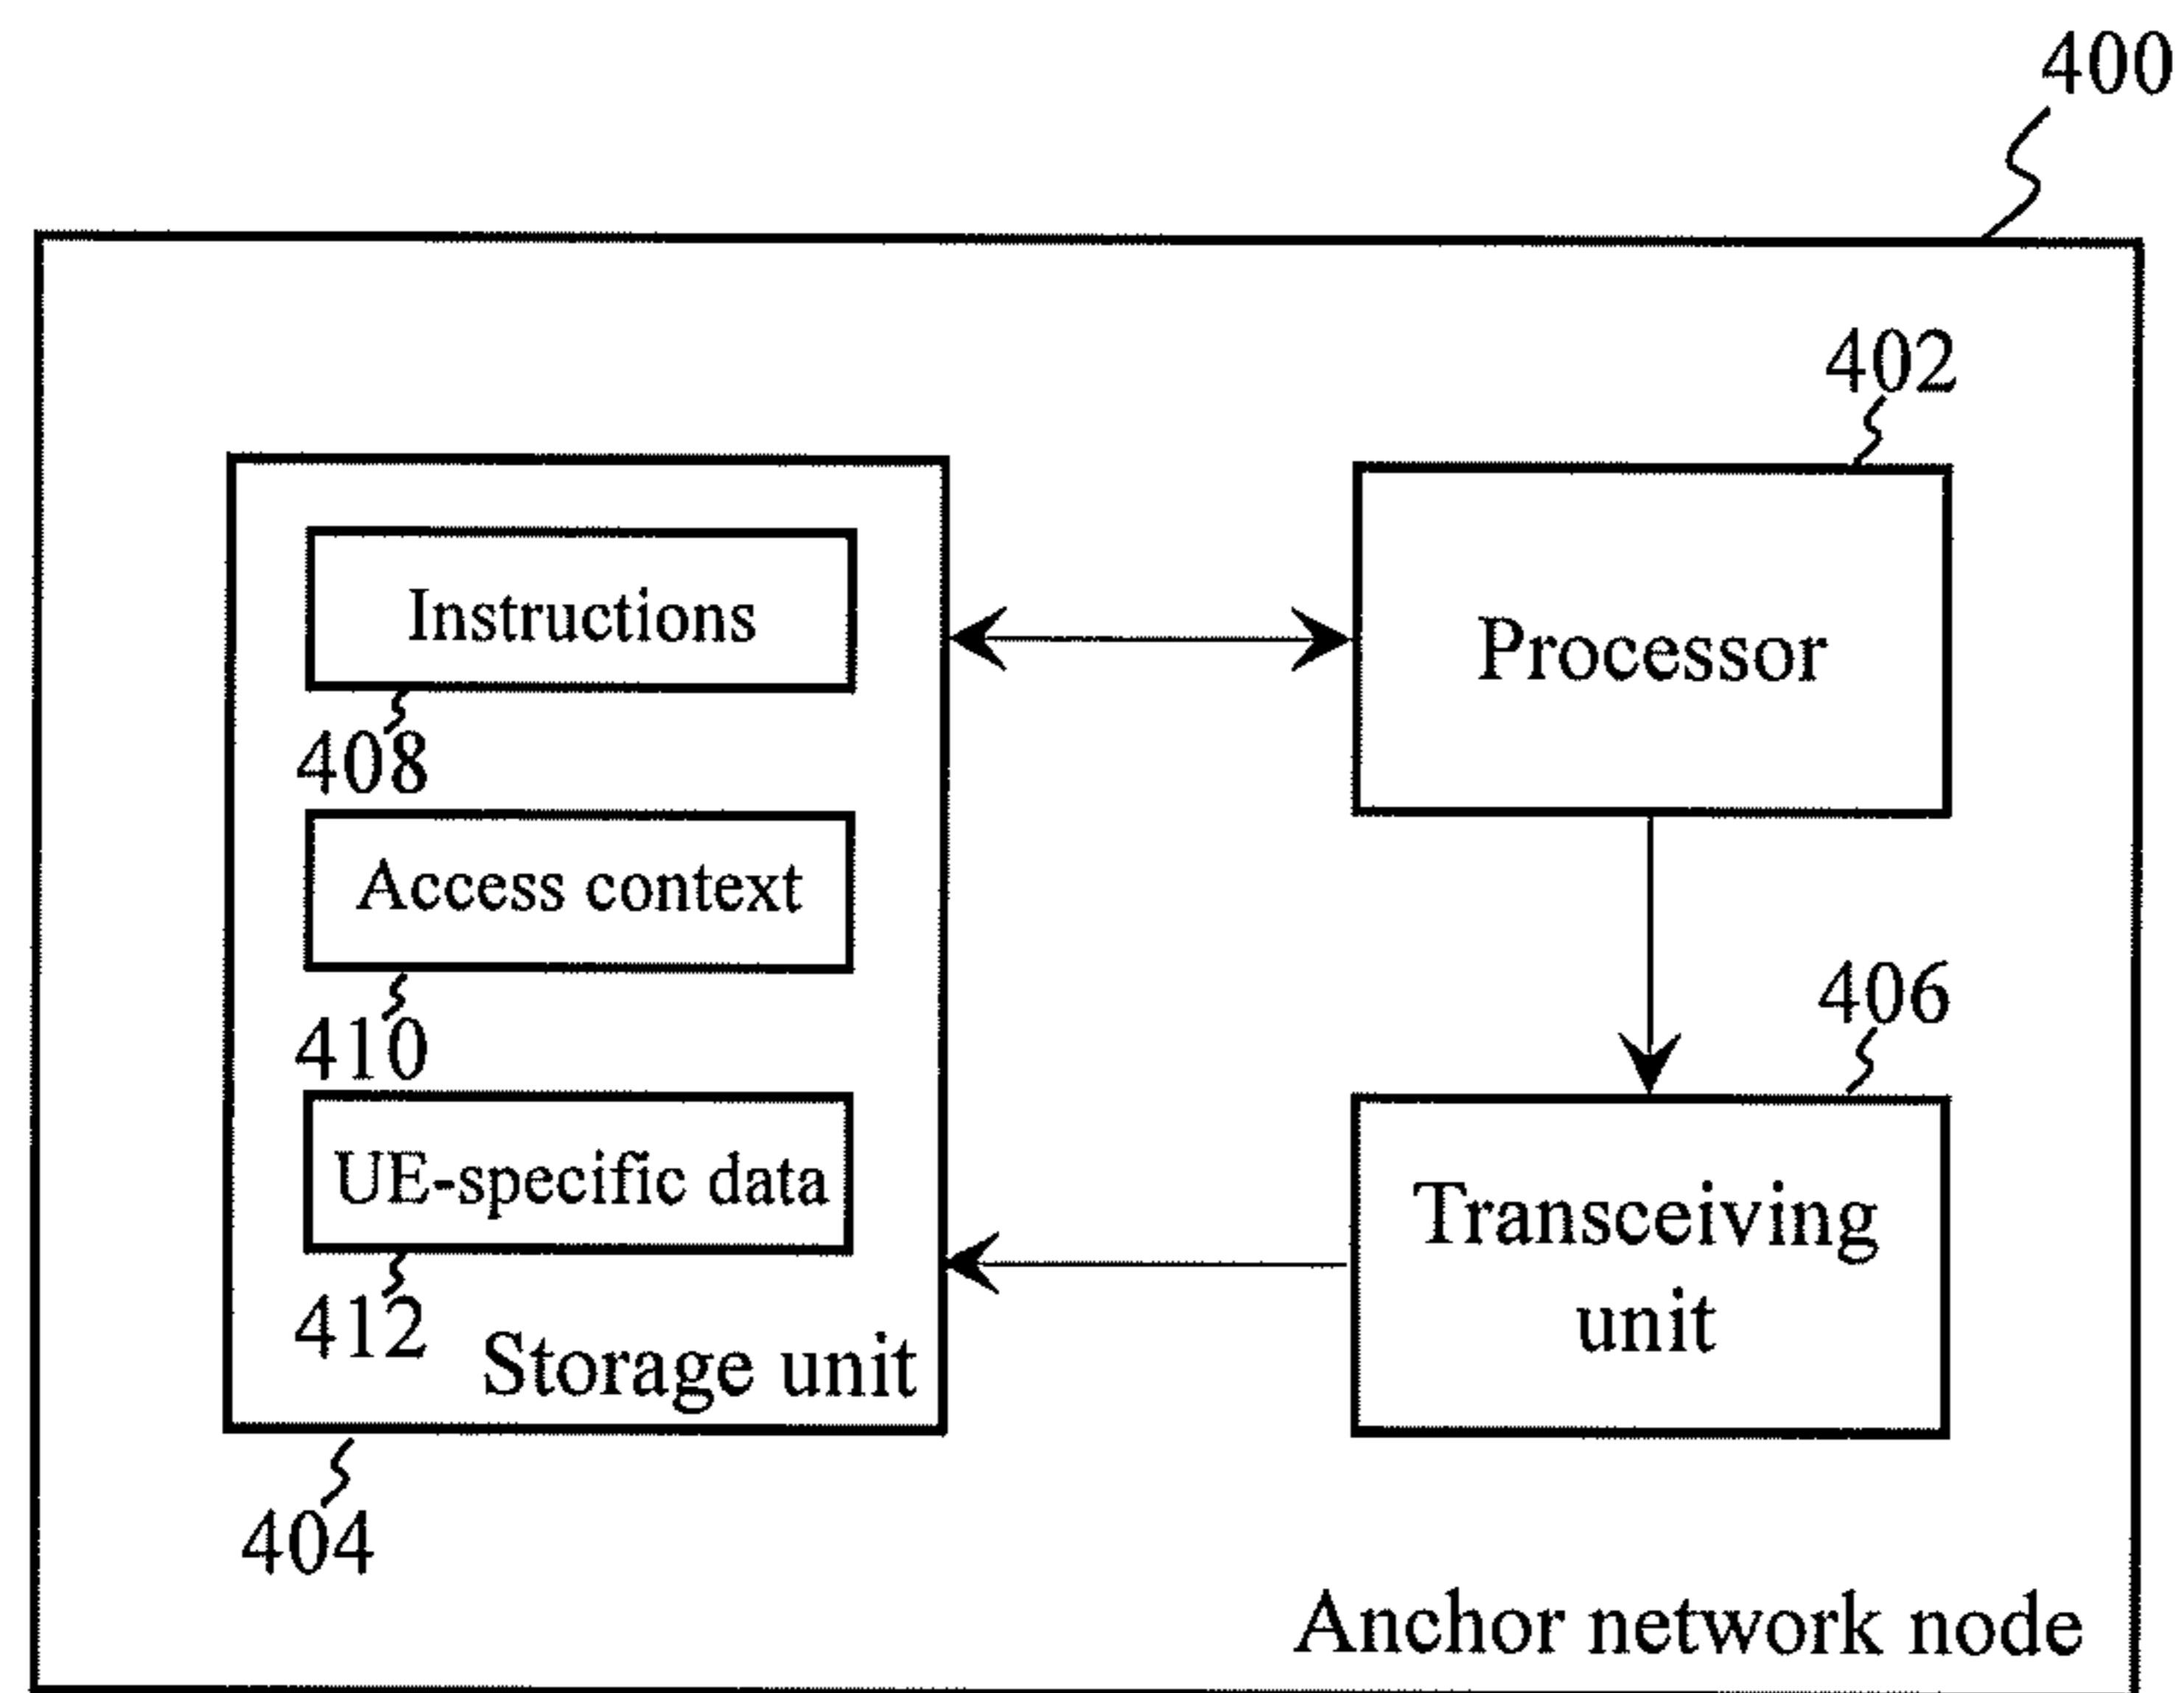 400
402
Instructions
Processor
408
Access context
406
410
UE-specific data
Transceiving
unit
412
Storage unit
404
Anchor network node